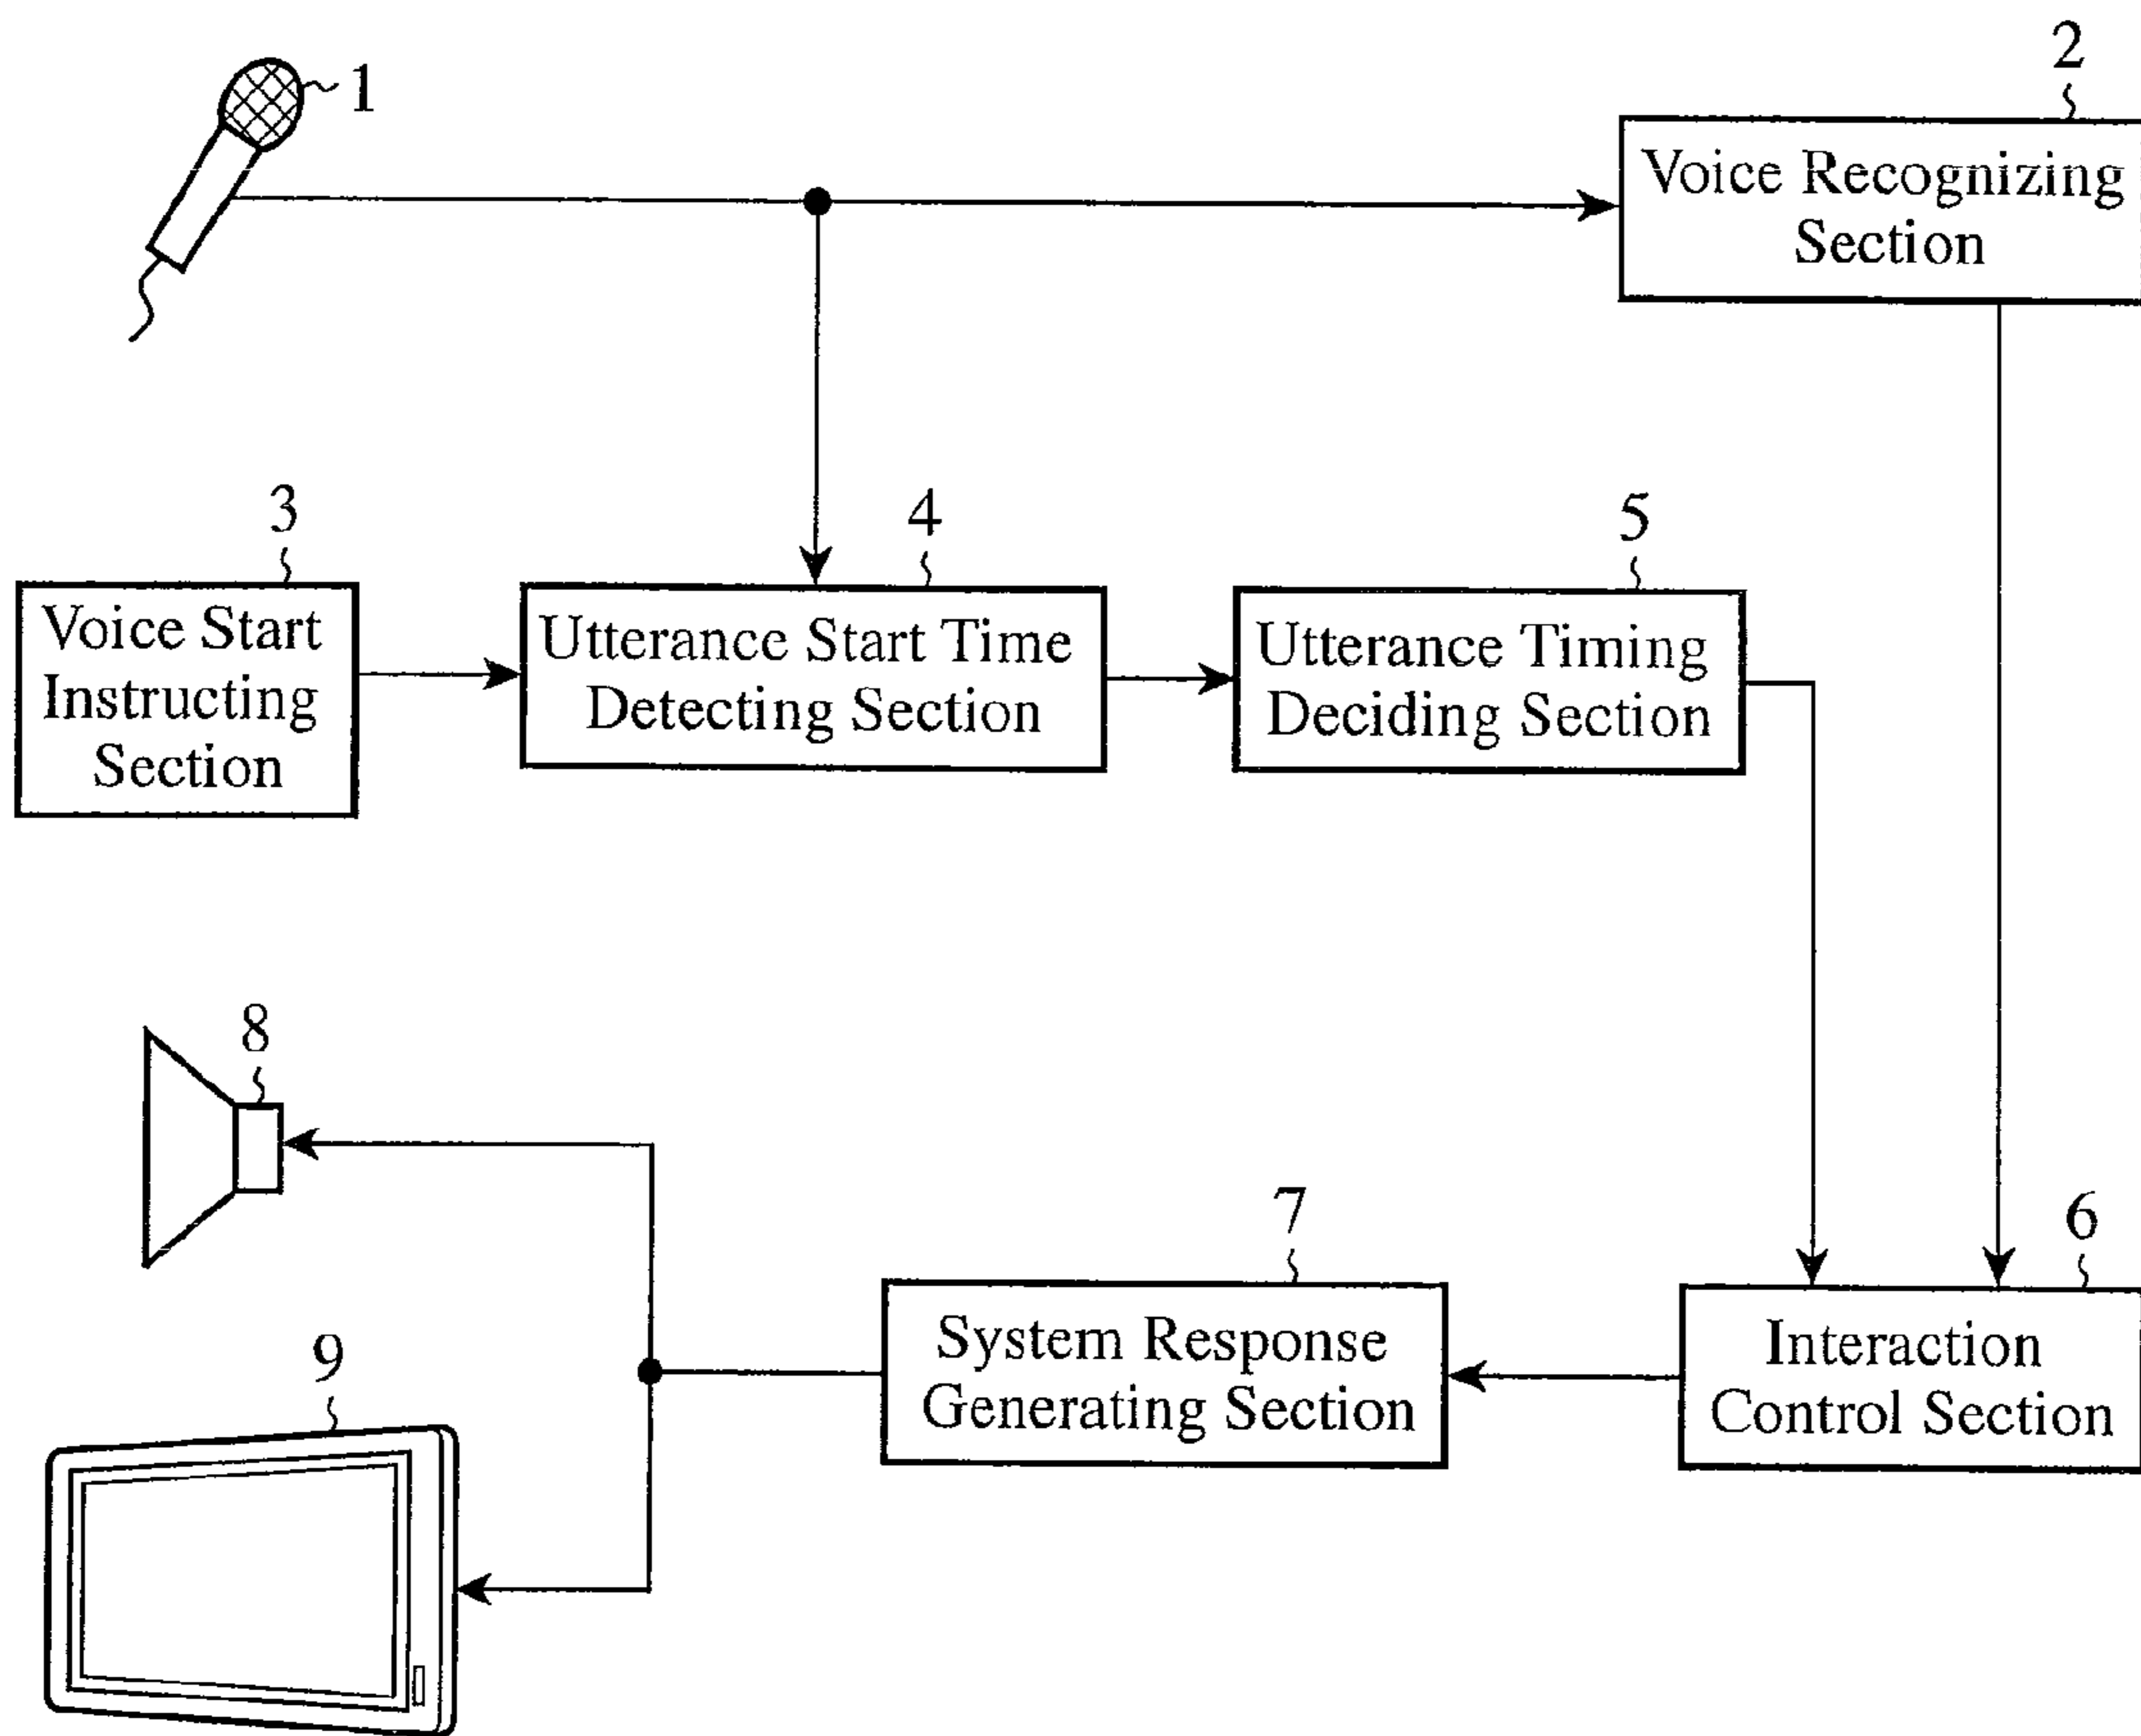 1
2
Voice Recognizing
Section
3
Voice Start
Instructing
Section
4
Utterance Start Time
Detecting Section
5
Utterance Timing
Deciding Section
8
7
System Response
Generating Section
6
Interaction
Control Section
9